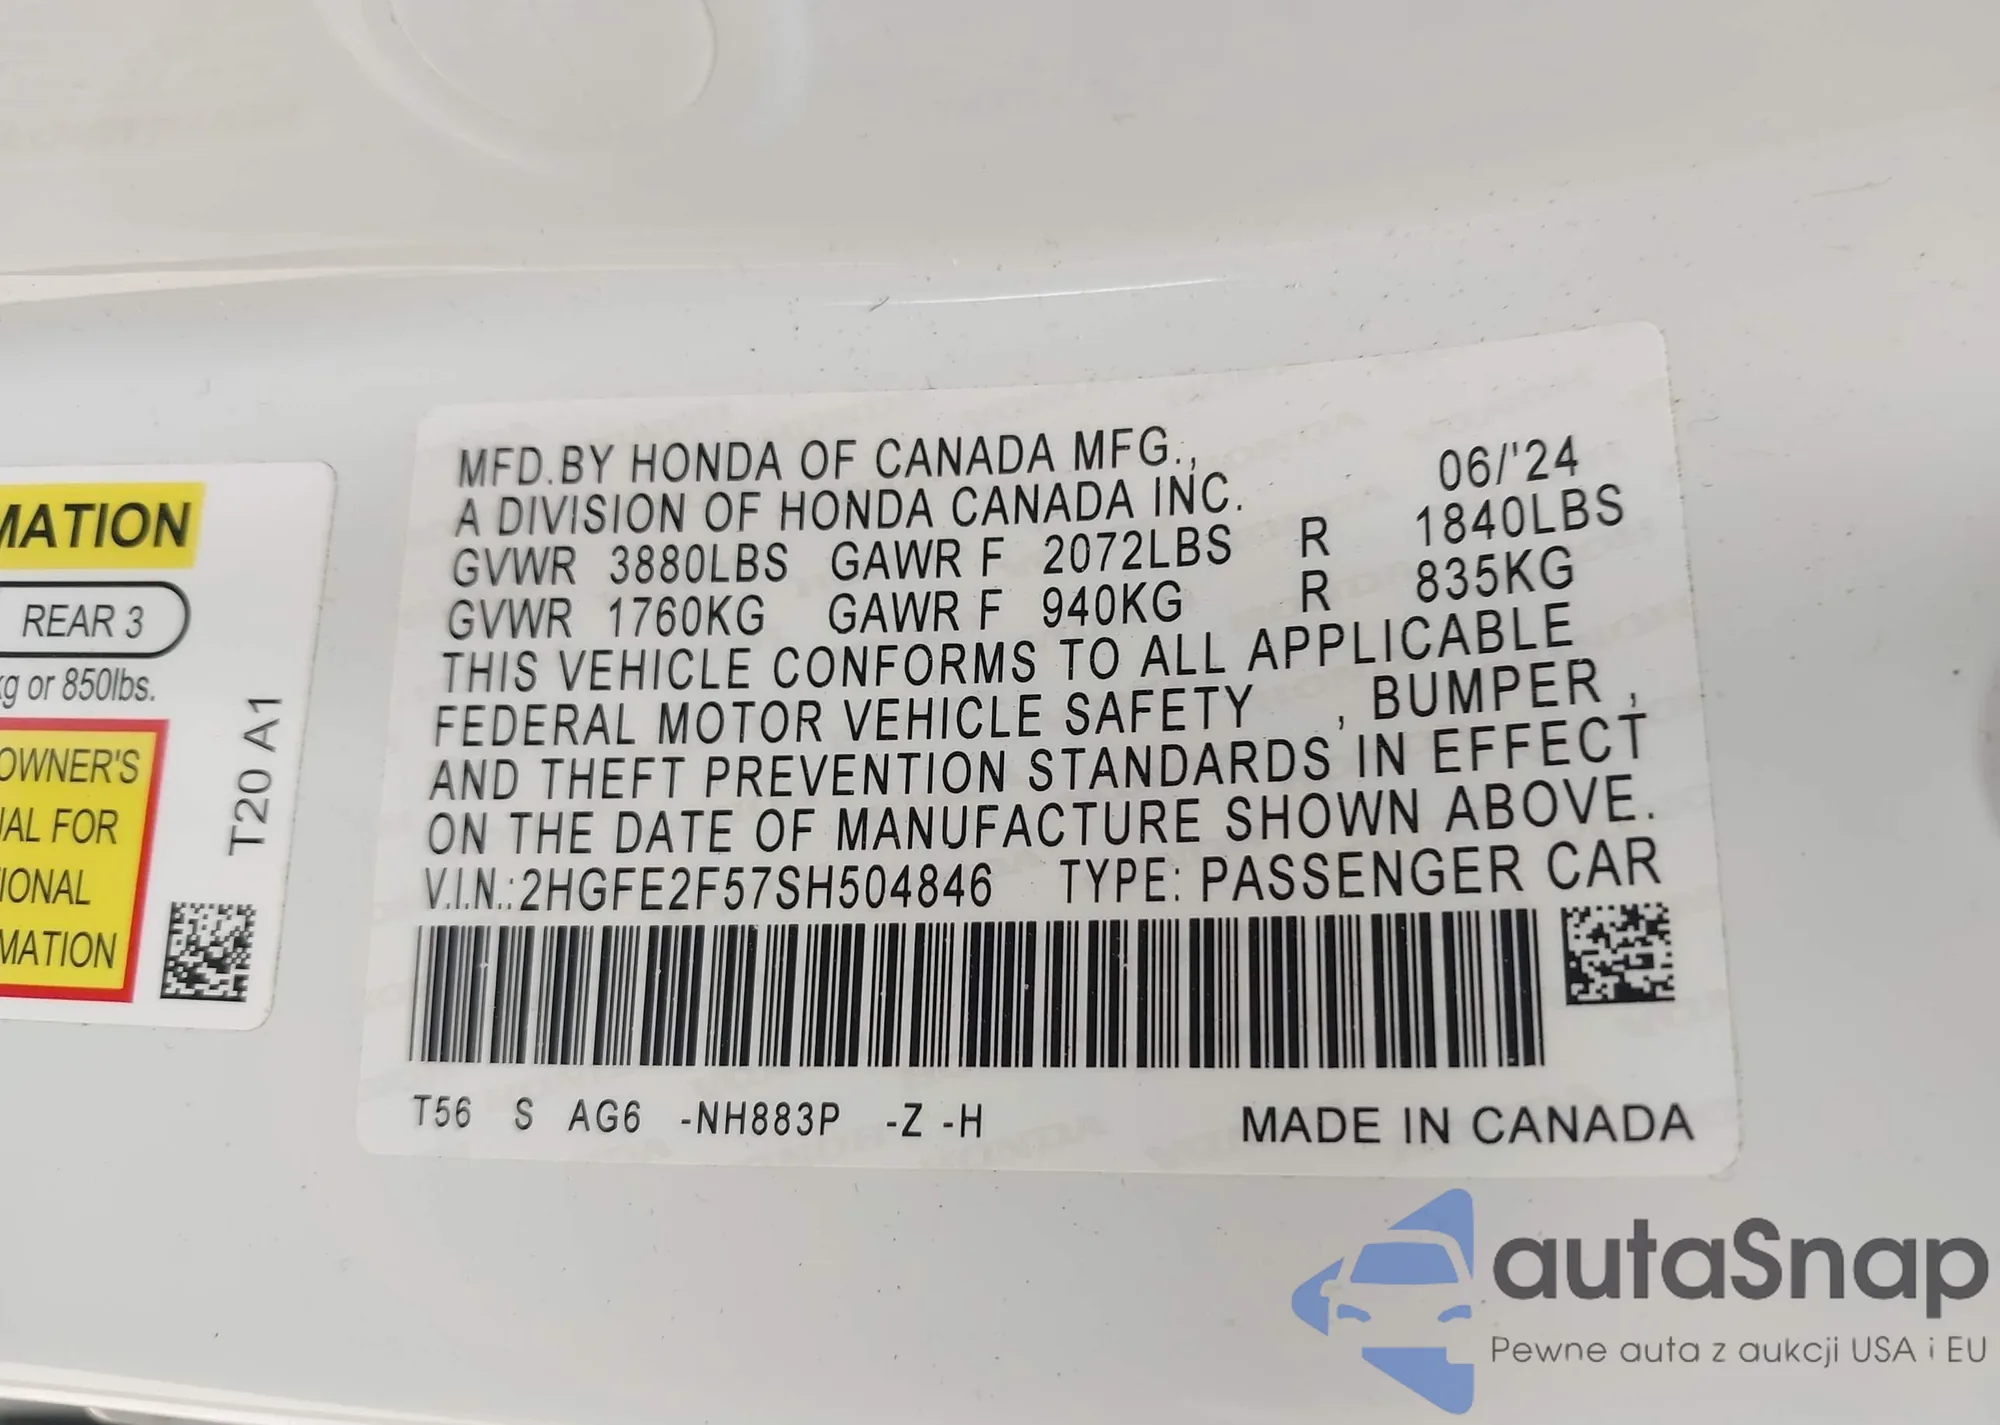 MATION
REAR 3
kg or 850lbs.
OWNER'S
UAL FOR
IONAL
MATION
T20 A1
MFD.BY HONDA OF CANADA MFG., 06/'24
A DIVISION OF HONDA CANADA INC.
GVWR 3880LBS GAWR F 2072LBS R 1840LBS
GVWR 1760KG GAWR F 940KG R 835KG
THIS VEHICLE CONFORMS TO ALL APPLICABLE
FEDERAL MOTOR VEHICLE SAFETY , BUMPER ,
AND THEFT PREVENTION STANDARDS IN EFFECT
ON THE DATE OF MANUFACTURE SHOWN ABOVE.
V.I.N.:2HGFE2F57SH504846 TYPE: PASSENGER CAR
T56 S AG6 -NH883P -Z -H MADE IN CANADA
autaSnap
Pewne auta z aukcji USA i EU